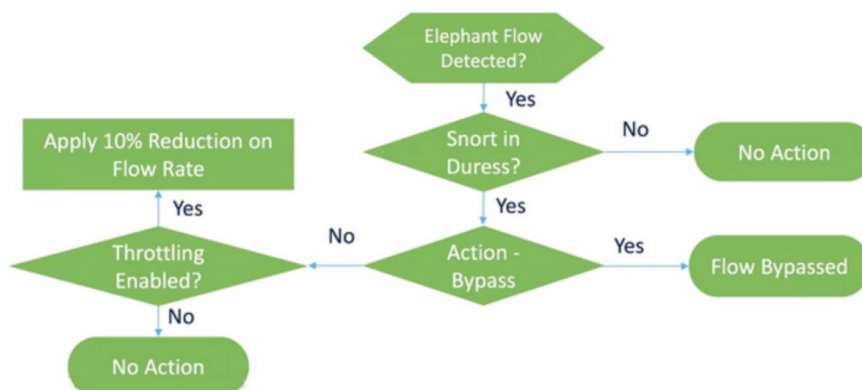 Elephant Flow
Detected?
Yes
Apply 10% Reduction on
Flow Rate
Snort in
Duress?
No
No Action
Yes
Yes
No
Throttling
Enabled?
Action -
Bypass
Yes
Flow Bypassed
No
No Action